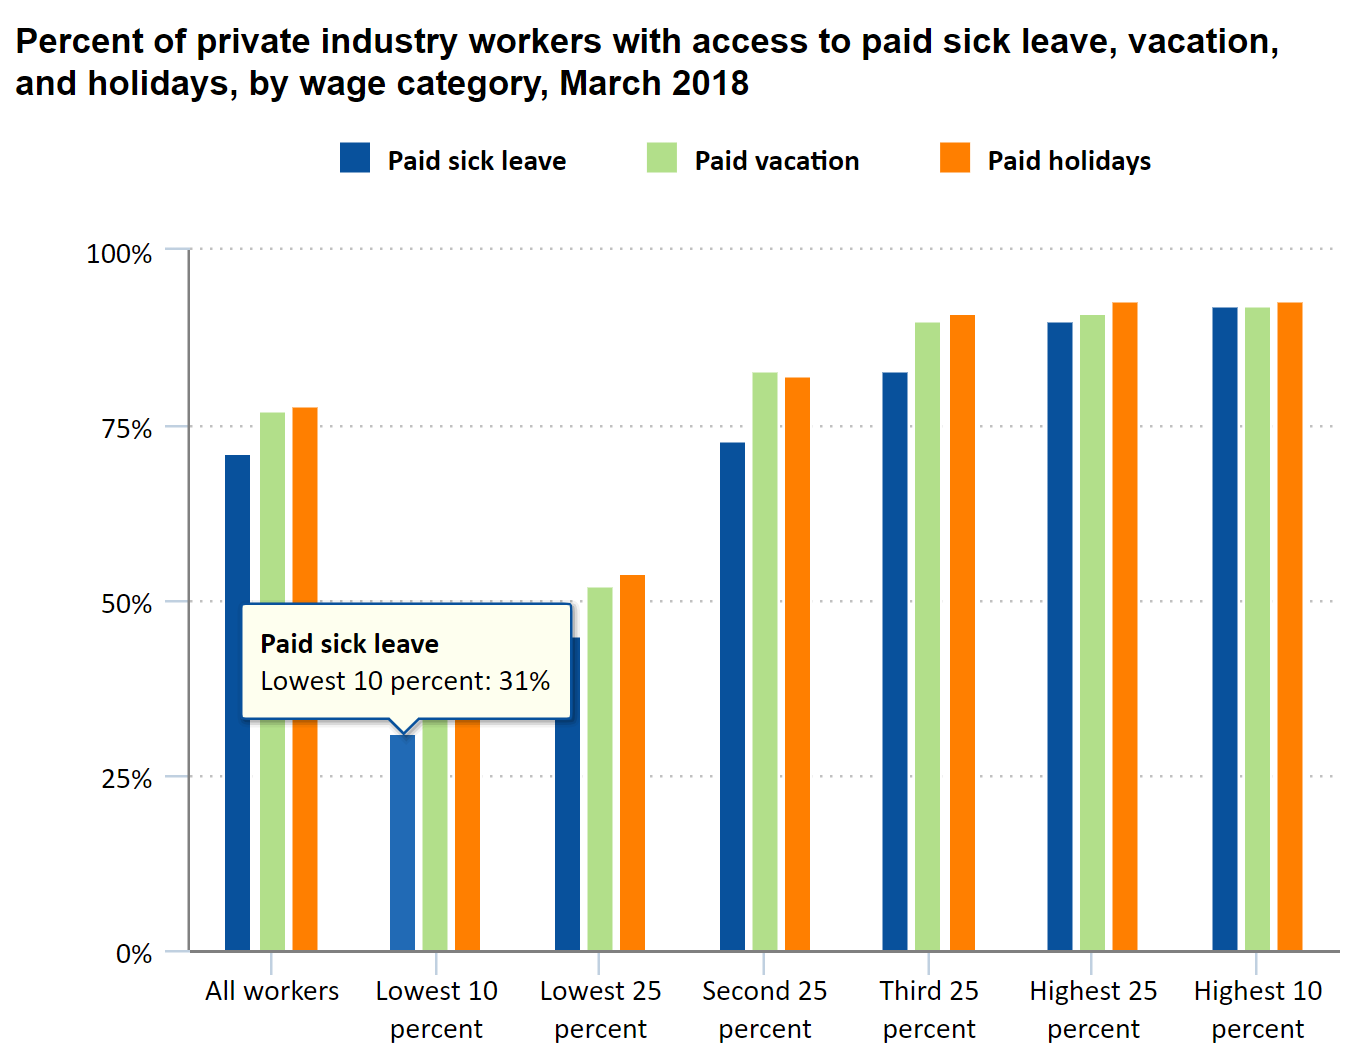 Percent of private industry workers with access to paid sick leave, vacation,
and holidays, by wage category, March 2018
Paid sick leave Paid vacation Paid holidays
100%
75%
50%
Paid sick leave
Lowest 10 percent: 31%
25%
0%
All workers Lowest 10 Lowest 25 Second 25 Third 25 Highest 25 Highest 10
percent percent percent percent percent percent